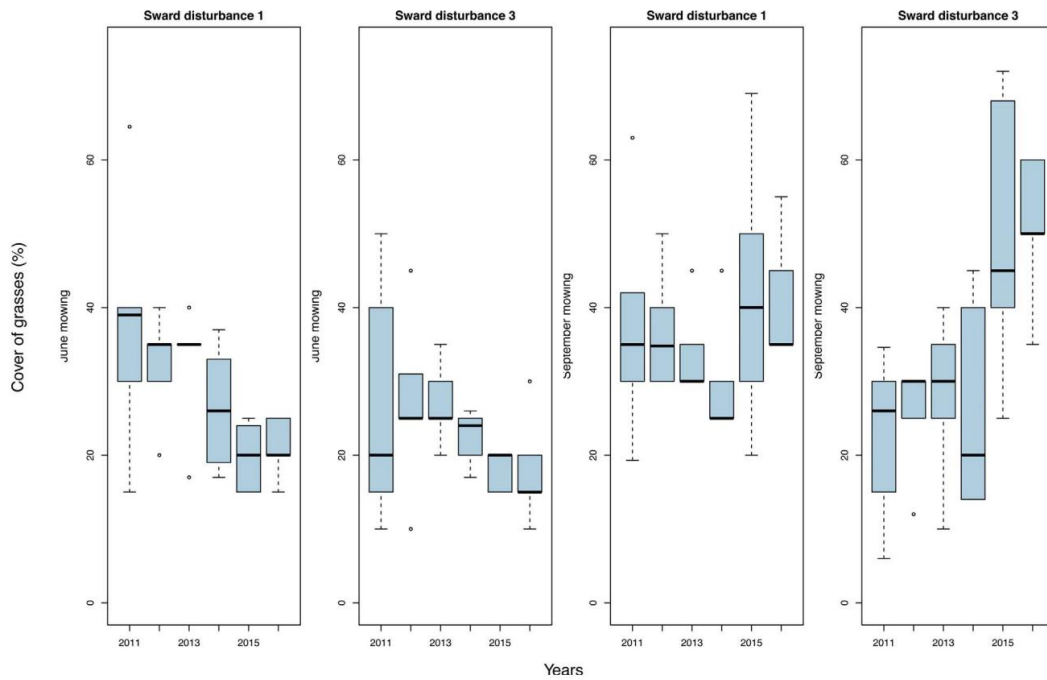 Sward disturbance 1
Sward disturbance 3
Sward disturbance 1
Sward disturbance 3
Cover of grasses (%)
June mowing
0 20 40 60
June mowing
0 20 40 60
September mowing
0 20 40 60
September mowing
0 20 40 60
2011 2013 2015
2011 2013 2015
2011 2013 2015
2011 2013 2015
Years